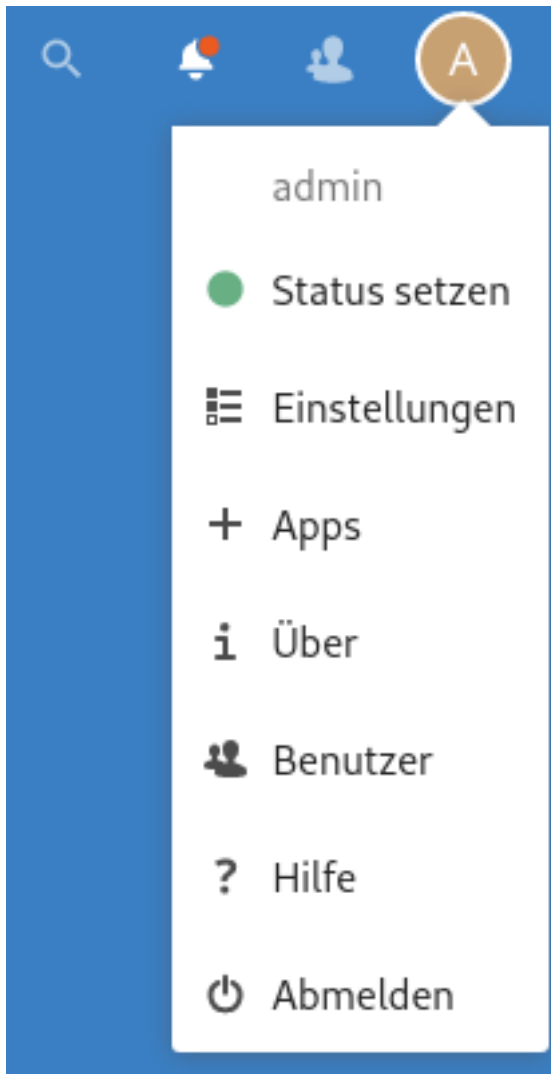 A
admin
Status setzen
Einstellungen
Apps
Über
Benutzer
Hilfe
Abmelden